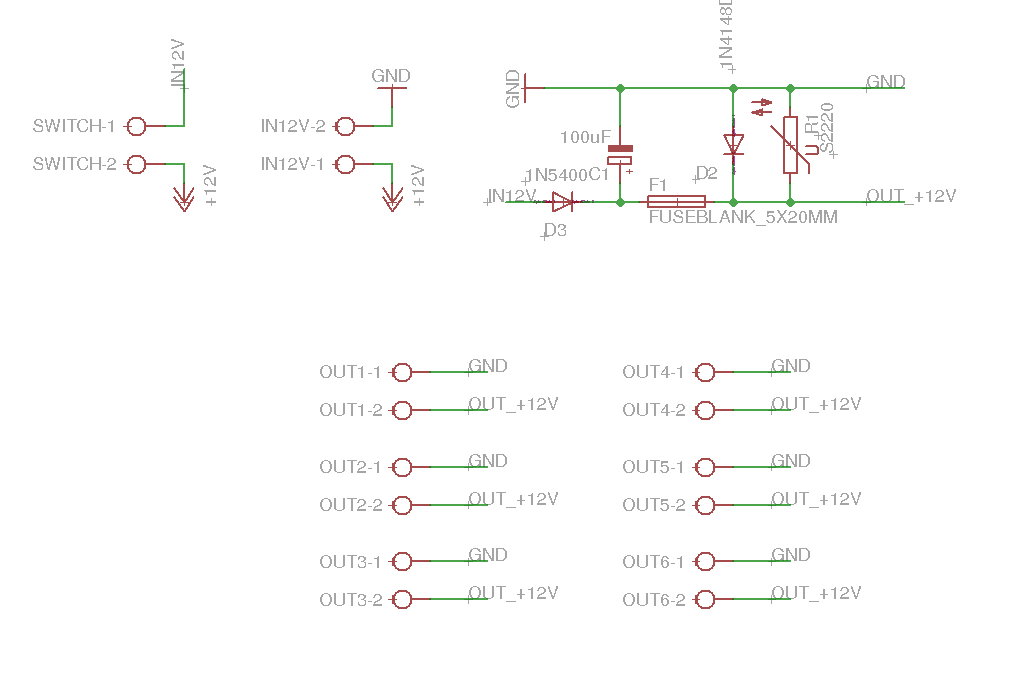 IN12V
SWITCH-1
SWITCH-2
+12V
GND
IN12V-2
IN12V-1
+12V
GND
1N4148D
GND
100uF
C1
1N5400
IN12V
D3
F1
FUSEBLANK_5X20MM
D2
R1
S2220
U
OUT_+12V
+
OUT1-1 GND
OUT1-2 OUT_+12V
OUT2-1 GND
OUT2-2 OUT_+12V
OUT3-1 GND
OUT3-2 OUT_+12V
OUT4-1 GND
OUT4-2 OUT_+12V
OUT5-1 GND
OUT5-2 OUT_+12V
OUT6-1 GND
OUT6-2 OUT_+12V